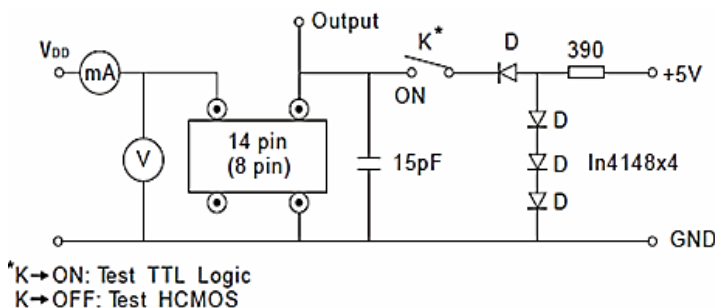 Output
K*
D
390
VDD
mA
+5V
ON
D
14 pin
(8 pin)
V
15pF
D
In4148x4
D
GND
*K→ON: Test TTL Logic
K→OFF: Test HCMOS